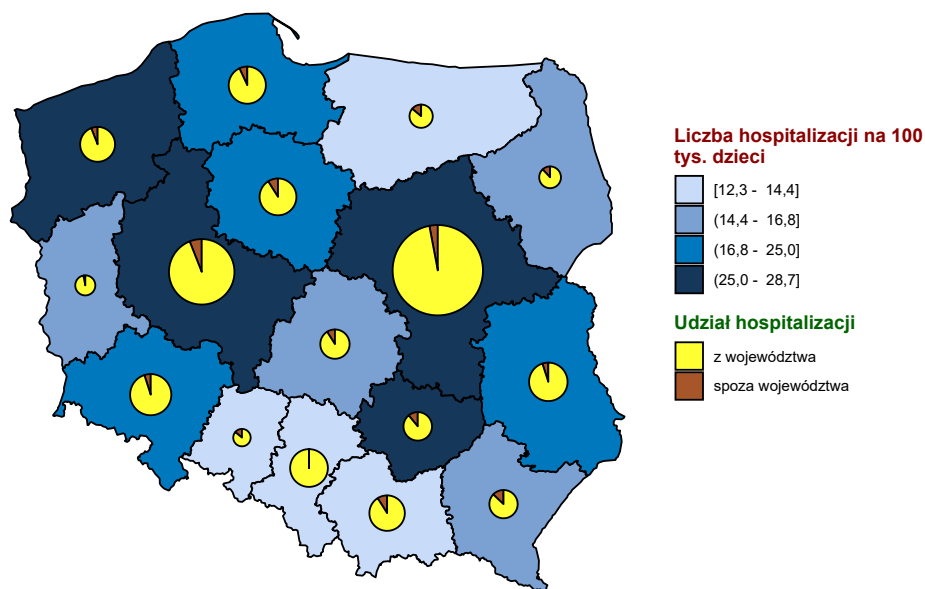 Liczba hospitalizacji na 100
tys. dzieci
[12,3 - 14,4]
(14,4 - 16,8]
(16,8 - 25,0]
(25,0 - 28,7]
Udział hospitalizacji
z województwa
spoza województwa